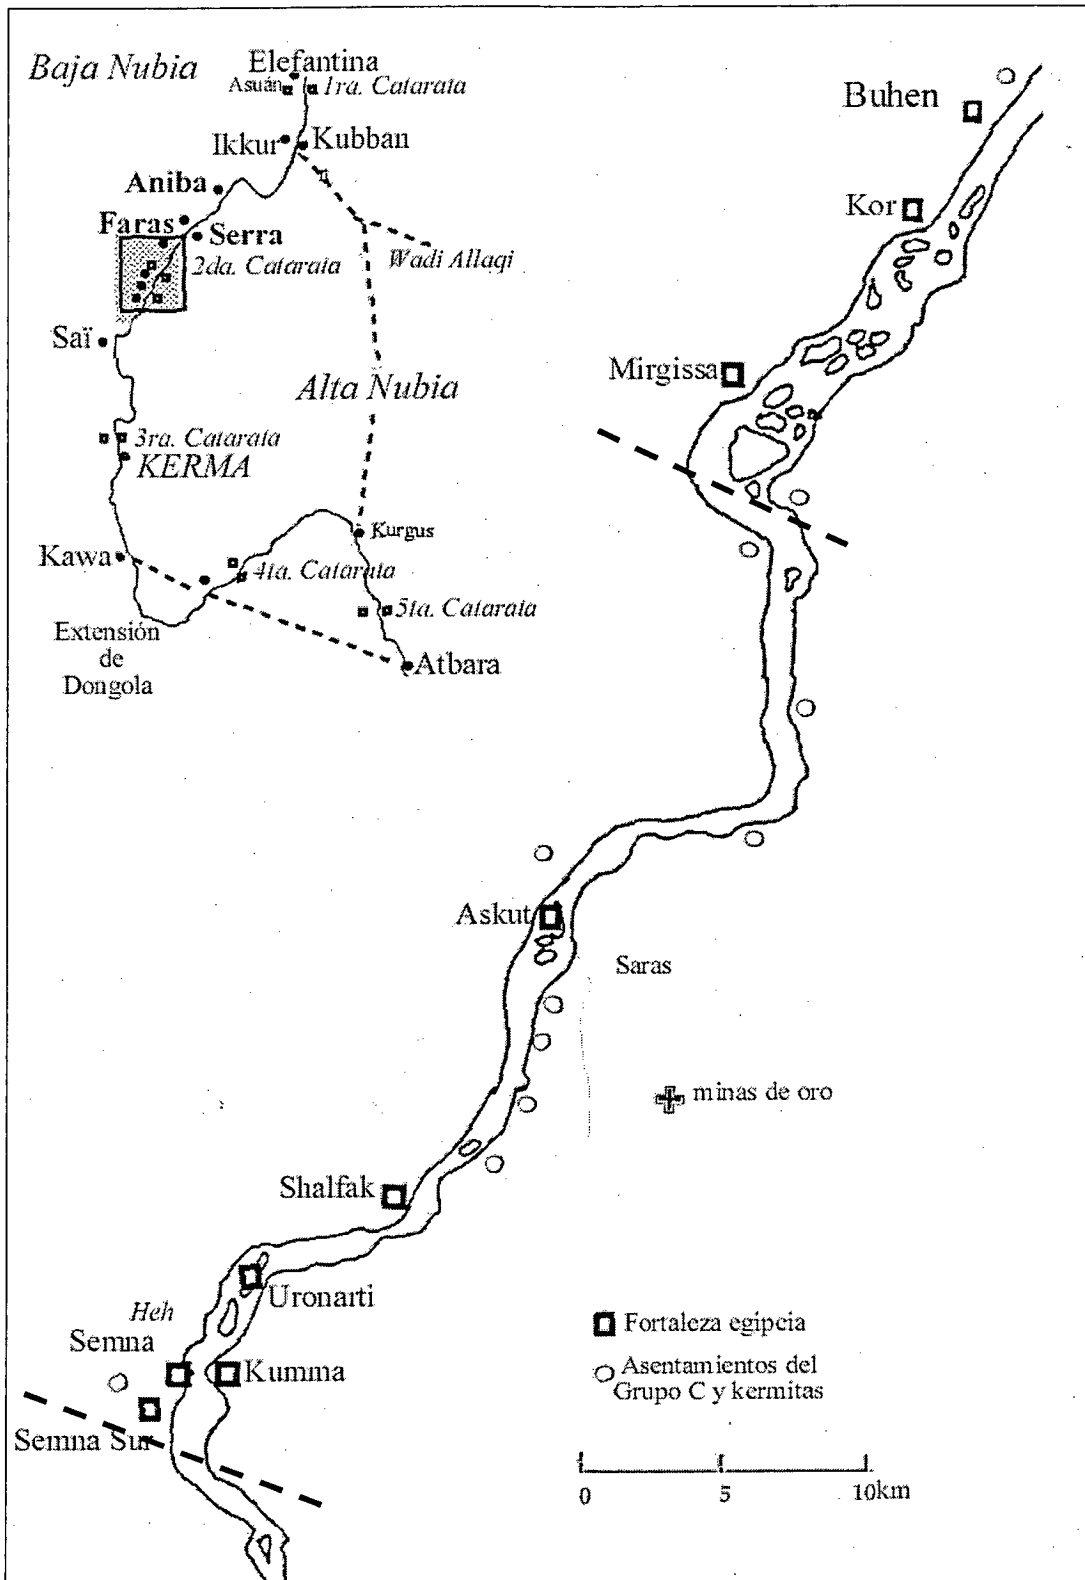 Baja Nubia
Elefantina
Asuán
1ra. Catarata
Ikkur
Kubban
Aniba
Faras
Serra
2da. Catarata
Wadi Allaqi
Saï
Alta Nubia
3ra. Catarata
KERMA
Kurgus
Kawa
4ta. Catarata
5ta. Catarata
Extensión
de
Dongola
Atbara
Buhen
Kor
Mirgissa
Askut
Saras
minas de oro
Shalfak
Uronarti
Heh
Semna
Kumma
Semna Sur
Fortaleza egipcia
Asentamientos del
Grupo C y kermitas
0 5 10km